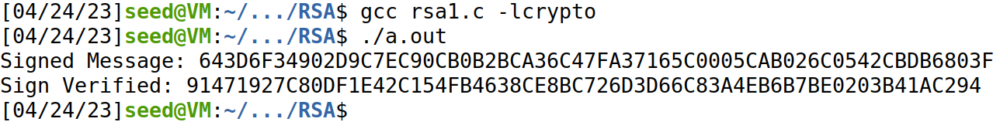 [04/24/23]seed@VM:~/.../RSA$ gcc rsa1.c -lcrypto
[04/24/23]seed@VM:~/.../RSA$ ./a.out
Signed Message: 643D6F34902D9C7EC90CB0B2BCA36C47FA37165C0005CAB026C0542CBDB6803F
Sign Verified: 91471927C80DF1E42C154FB4638CE8BC726D3D66C83A4EB6B7BE0203B41AC294
[04/24/23]seed@VM:~/.../RSA$